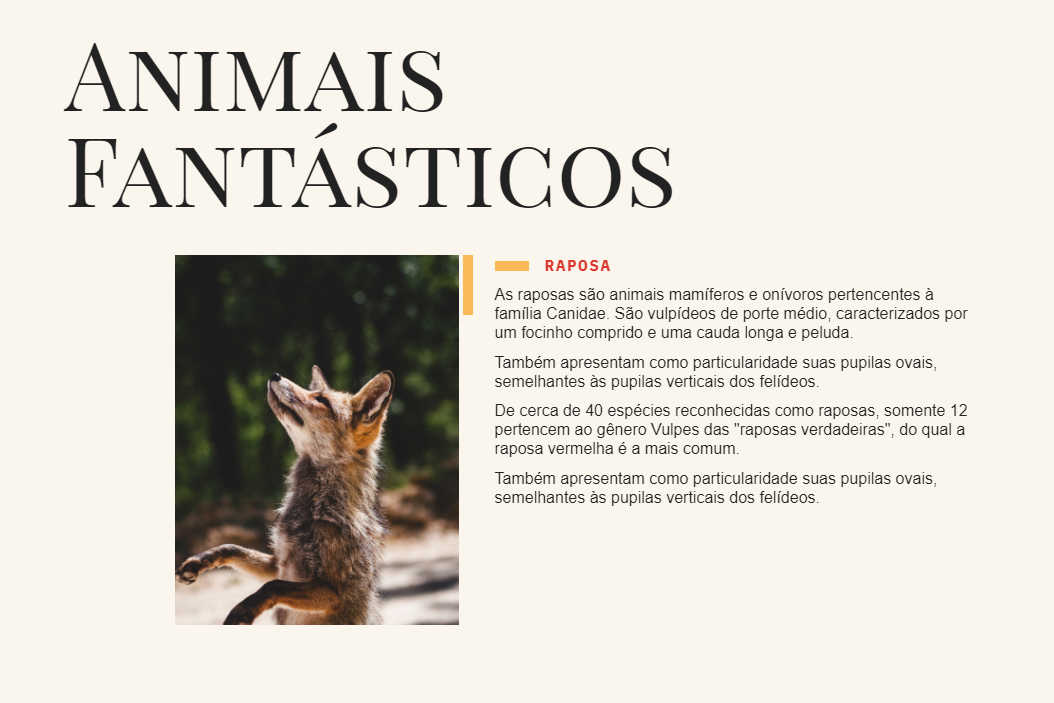 Animais
Fantásticos
RAPOSA
As raposas são animais mamíferos e onívoros pertencentes à
família Canidae. São vulpídeos de porte médio, caracterizados por
um focinho comprido e uma cauda longa e peluda.
Também apresentam como particularidade suas pupilas ovais,
semelhantes às pupilas verticais dos felídeos.
De cerca de 40 espécies reconhecidas como raposas, somente 12
pertencem ao gênero Vulpes das "raposas verdadeiras", do qual a
raposa vermelha é a mais comum.
Também apresentam como particularidade suas pupilas ovais,
semelhantes às pupilas verticais dos felídeos.